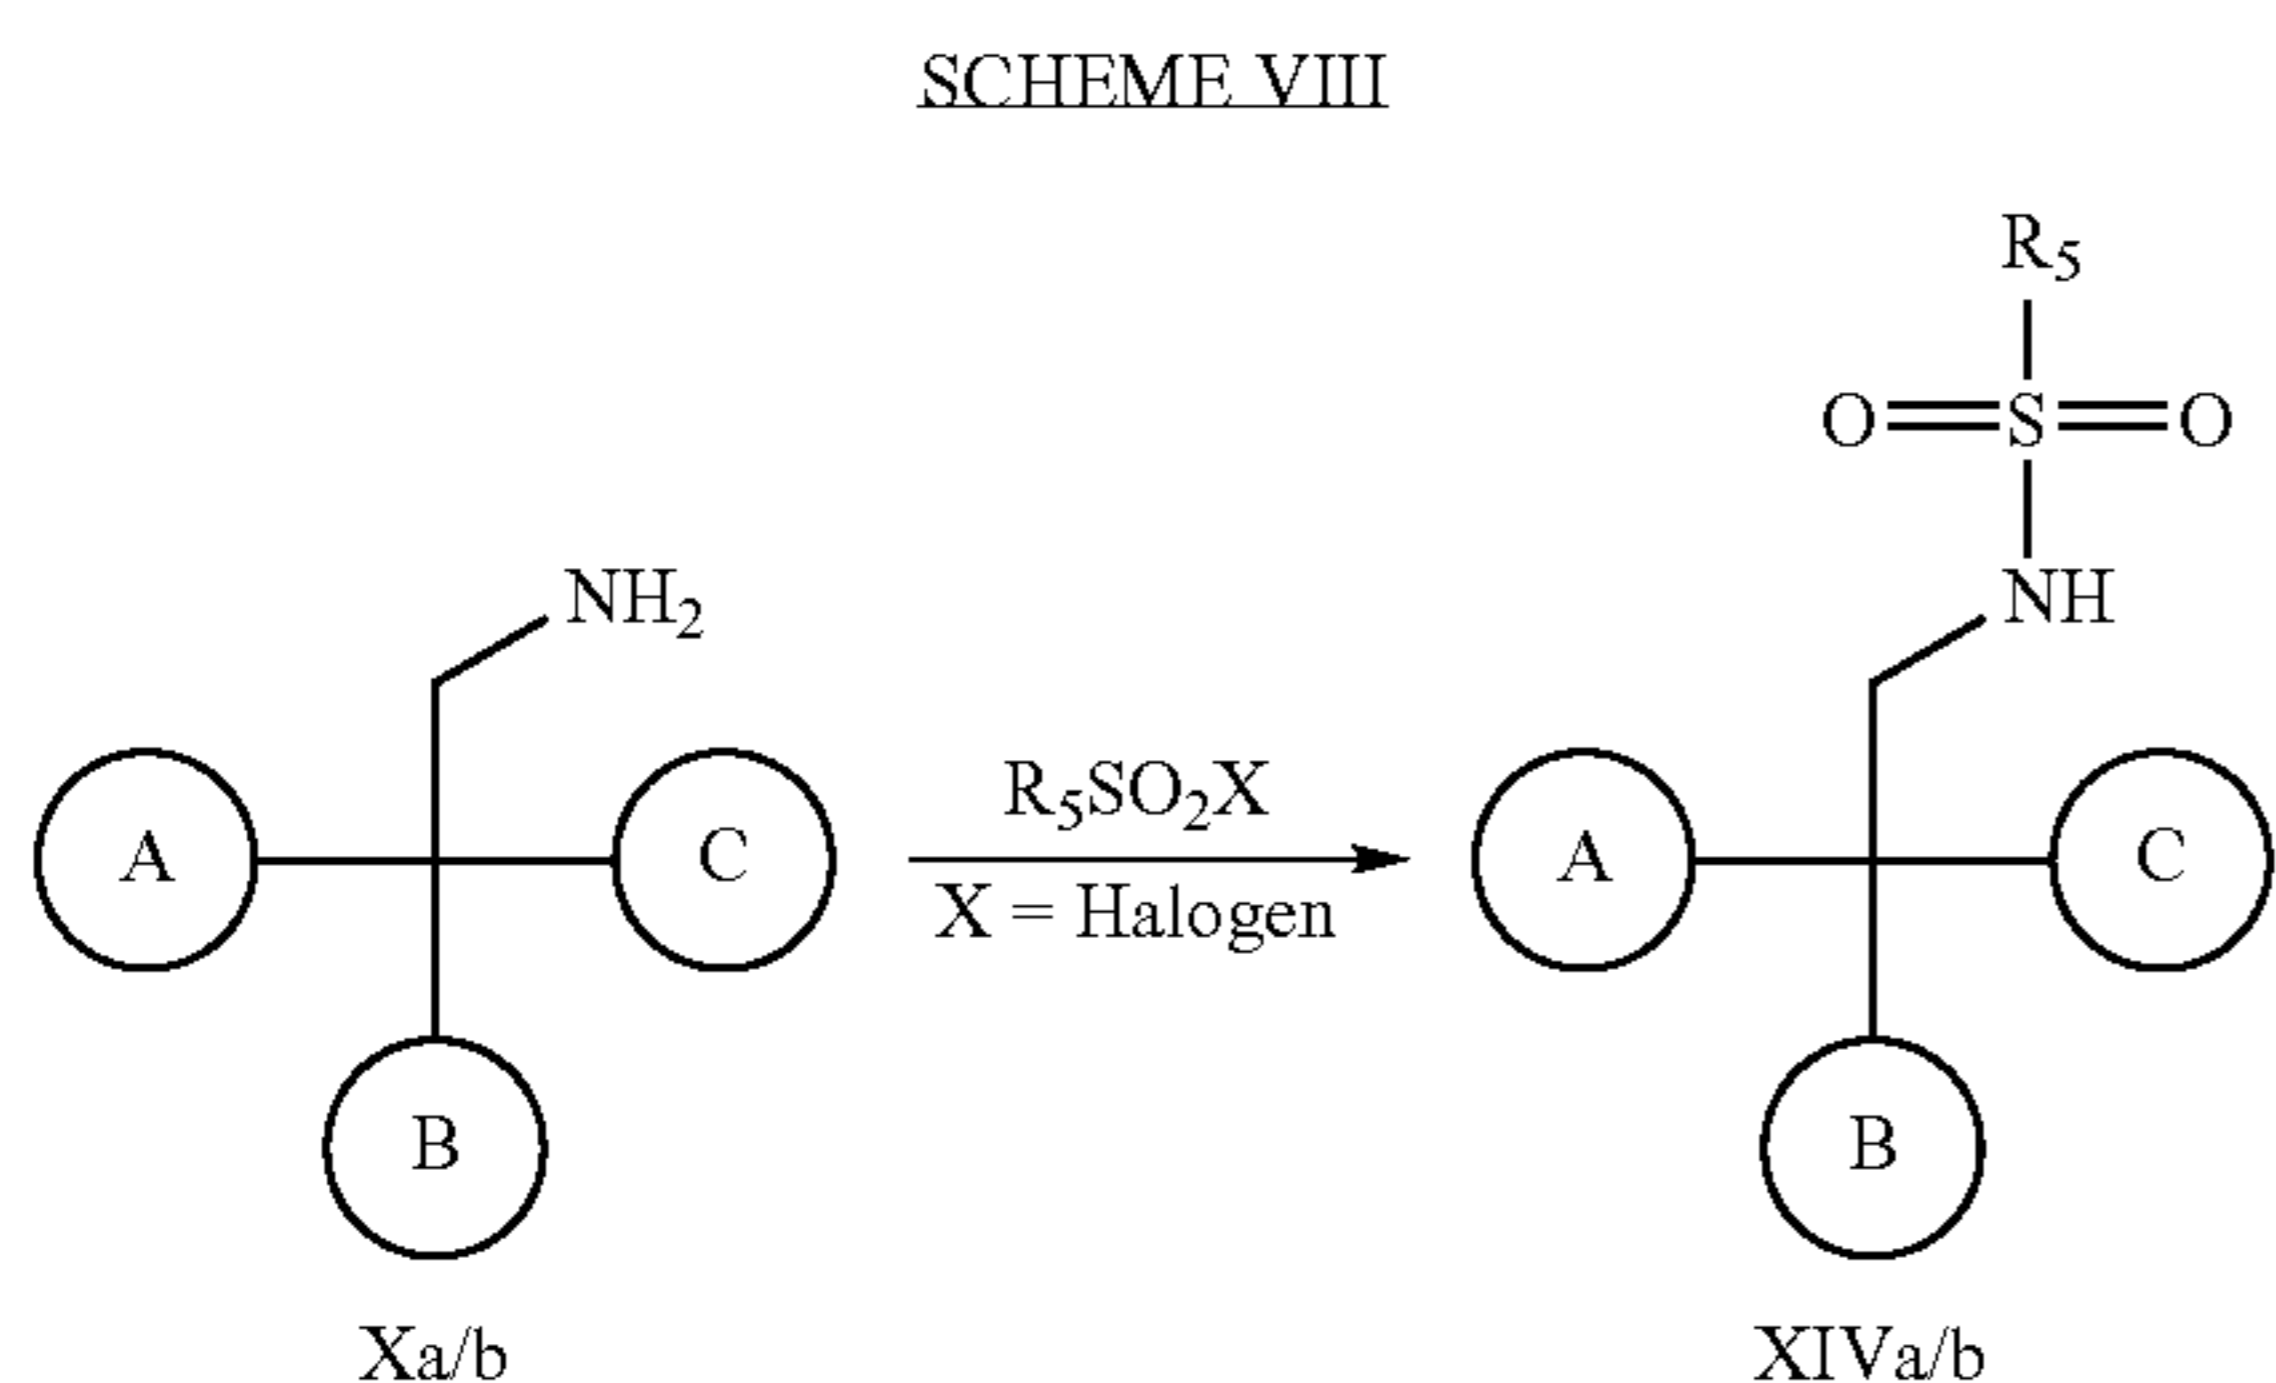 SCHEME VIII
R₅
O=S=O
NH₂
NH
R₅SO₂X
A
C
X = Halogen
A
C
B
B
Xa/b
XIVa/b